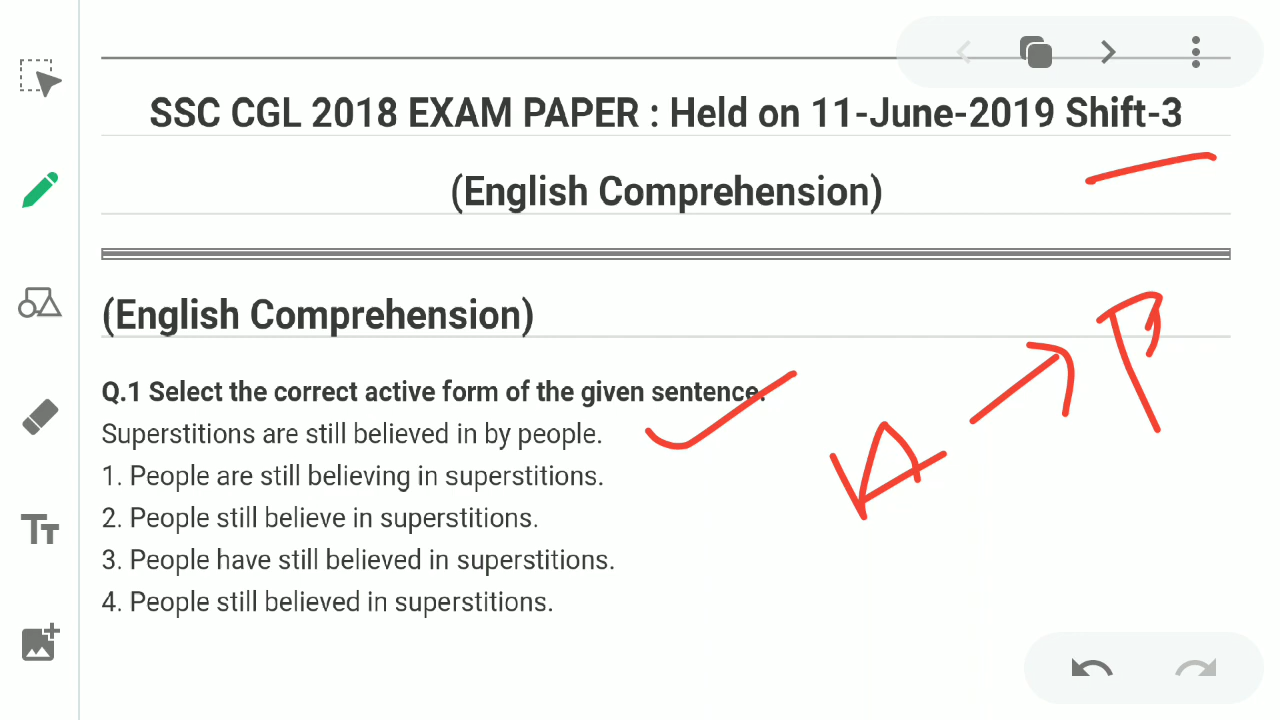 SSC CGL 2018 EXAM PAPER : Held on 11-June-2019 Shift-3
(English Comprehension)
(English Comprehension)
Q.1 Select the correct active form of the given sentence.
Superstitions are still believed in by people.
1. People are still believing in superstitions.
2. People still believe in superstitions.
3. People have still believed in superstitions.
4. People still believed in superstitions.
A → P
Tт